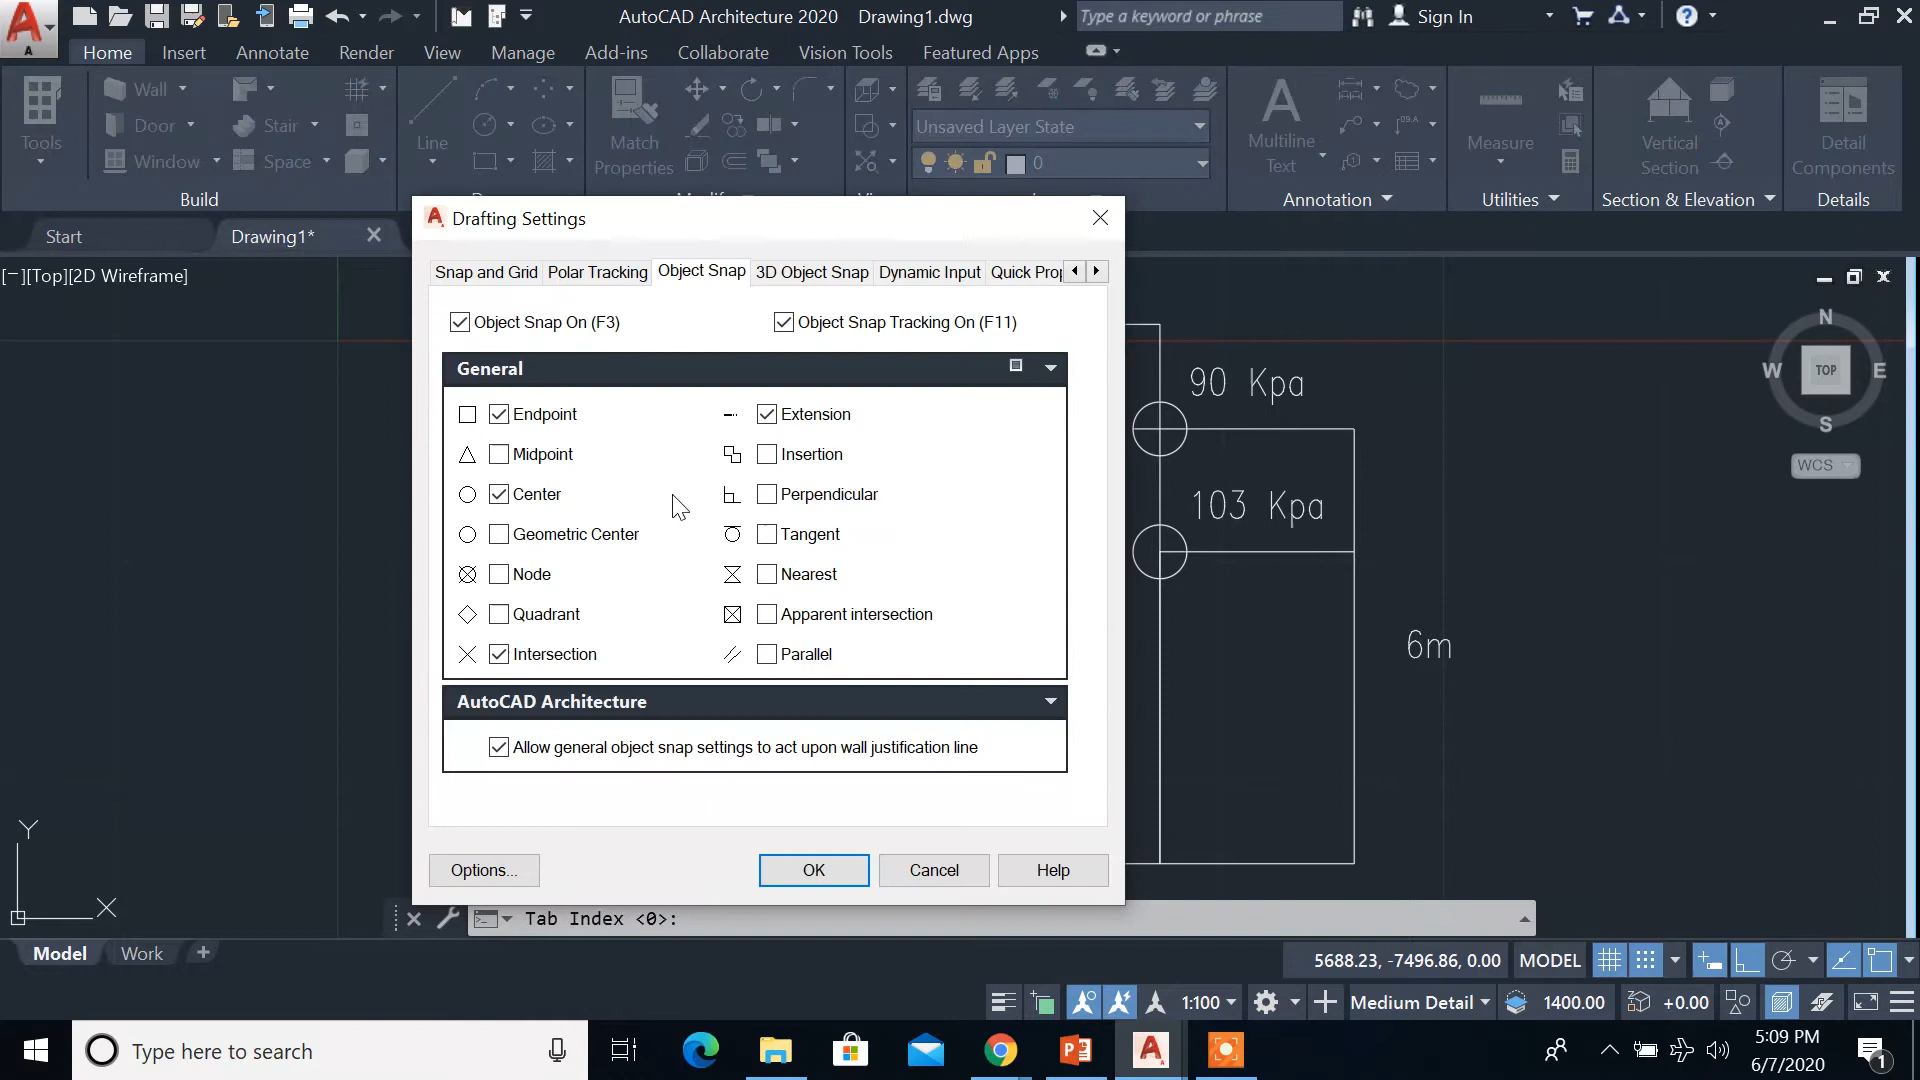 AutoCAD Architecture 2020 Drawing1.dwg
Type a keyword or phrase
Sign In
Home Insert Annotate Render View Manage Add-ins Collaborate Vision Tools Featured Apps
Tools
Wall
Door
Window
Stair
Space
Build
Line
Match
Properties
Unsaved Layer State
0
Multiline
Text
Annotation
Measure
Utilities
Vertical
Section
Section & Elevation
Detail
Components
Details
Start
Drawing1*
[−][Top][2D Wireframe]
Drafting Settings
Snap and Grid Polar Tracking Object Snap 3D Object Snap Dynamic Input Quick Prop
Object Snap On (F3)
Object Snap Tracking On (F11)
General
Endpoint
Extension
Midpoint
Insertion
Center
Perpendicular
Geometric Center
Tangent
Node
Nearest
Quadrant
Apparent intersection
Intersection
Parallel
AutoCAD Architecture
Allow general object snap settings to act upon wall justification line
Options...
OK
Cancel
Help
90 Kpa
103 Kpa
6m
N
W
TOP
E
S
WCS
Y
X
Tab Index <0>:
Model
Work
5688.23, -7496.86, 0.00
MODEL
1:100
Medium Detail
1400.00
+0.00
Type here to search
5:09 PM
6/7/2020
1